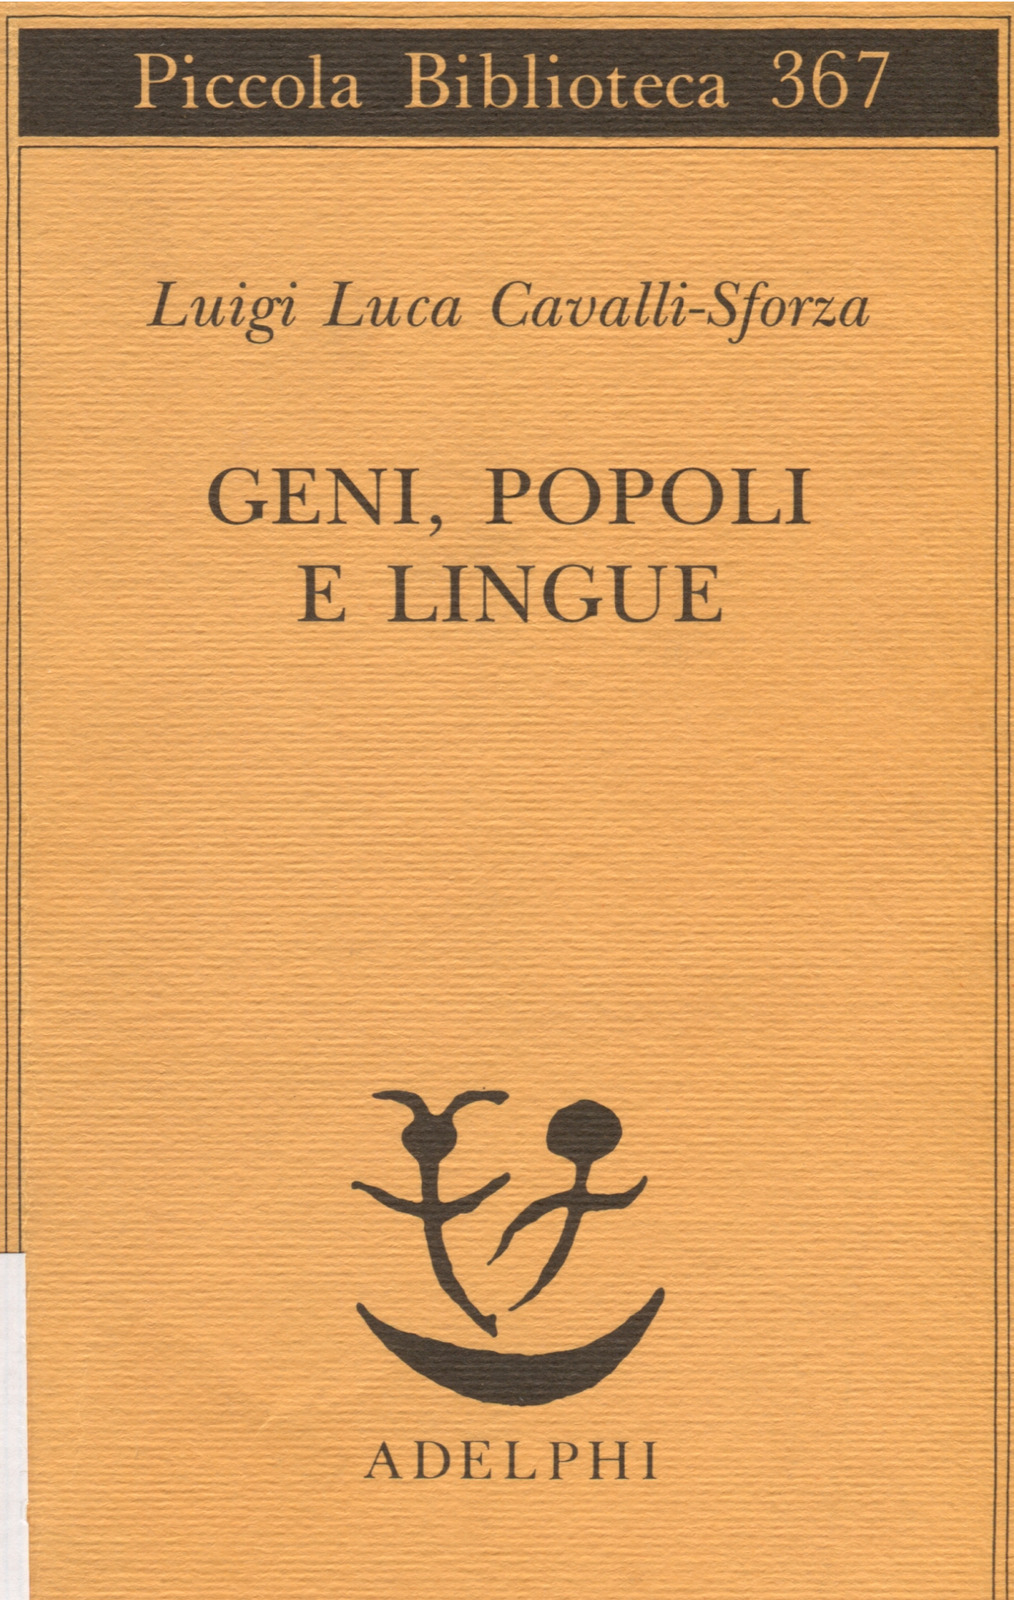 Piccola Biblioteca 367
Luigi Luca Cavalli-Sforza
GENI, POPOLI
E LINGUE
ADELPHI